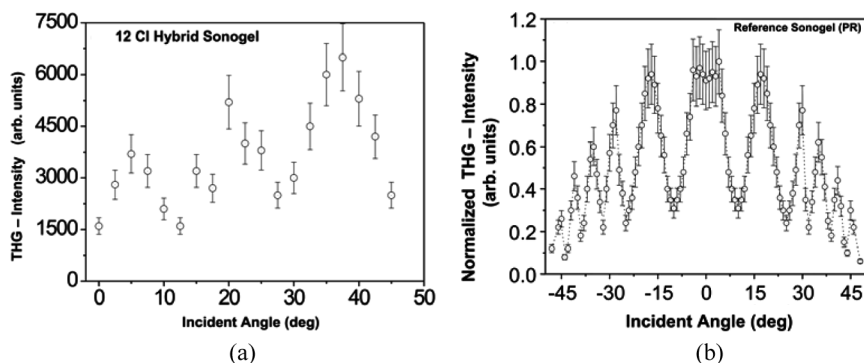 12 Cl Hybrid Sonogel
THG – Intensity (arb. units)
7500
6000
4500
3000
1500
0
0 10 20 30 40 50
Incident Angle (deg)
(a)
Reference Sonogel (PR)
Normalized THG – Intensity
(arb. units)
1.2
1.0
0.8
0.6
0.4
0.2
0.0
-45 -30 -15 0 15 30 45
Incident Angle (deg)
(b)